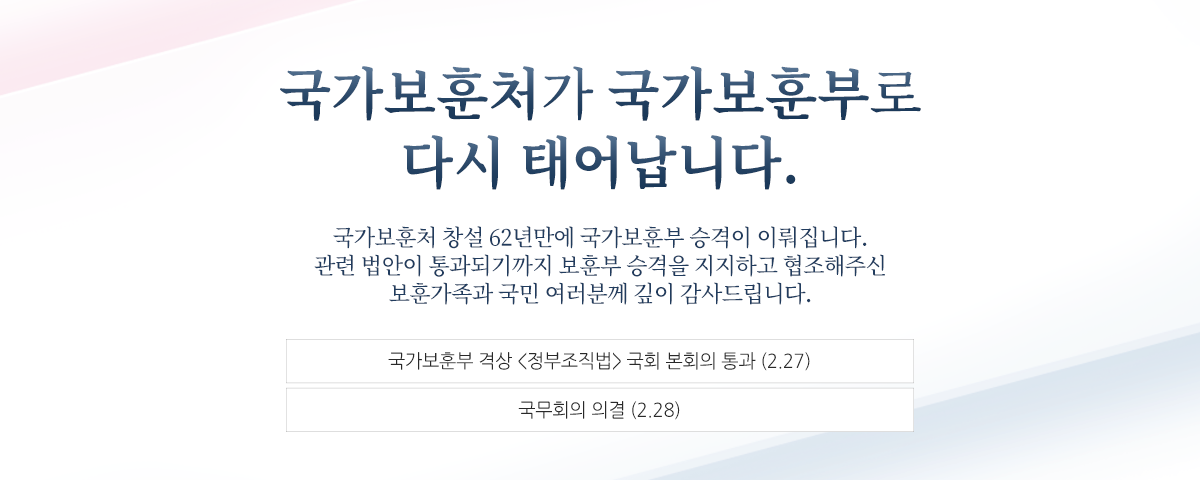 국가보훈처가 국가보훈부로
다시 태어납니다.
국가보훈처 창설 62년만에 국가보훈부 승격이 이뤄집니다.
관련 법안이 통과되기까지 보훈부 승격을 지지하고 협조해주신
보훈가족과 국민 여러분께 깊이 감사드립니다.
국가보훈부 격상 <정부조직법> 국회 본회의 통과 (2.27)
국무회의 의결 (2.28)